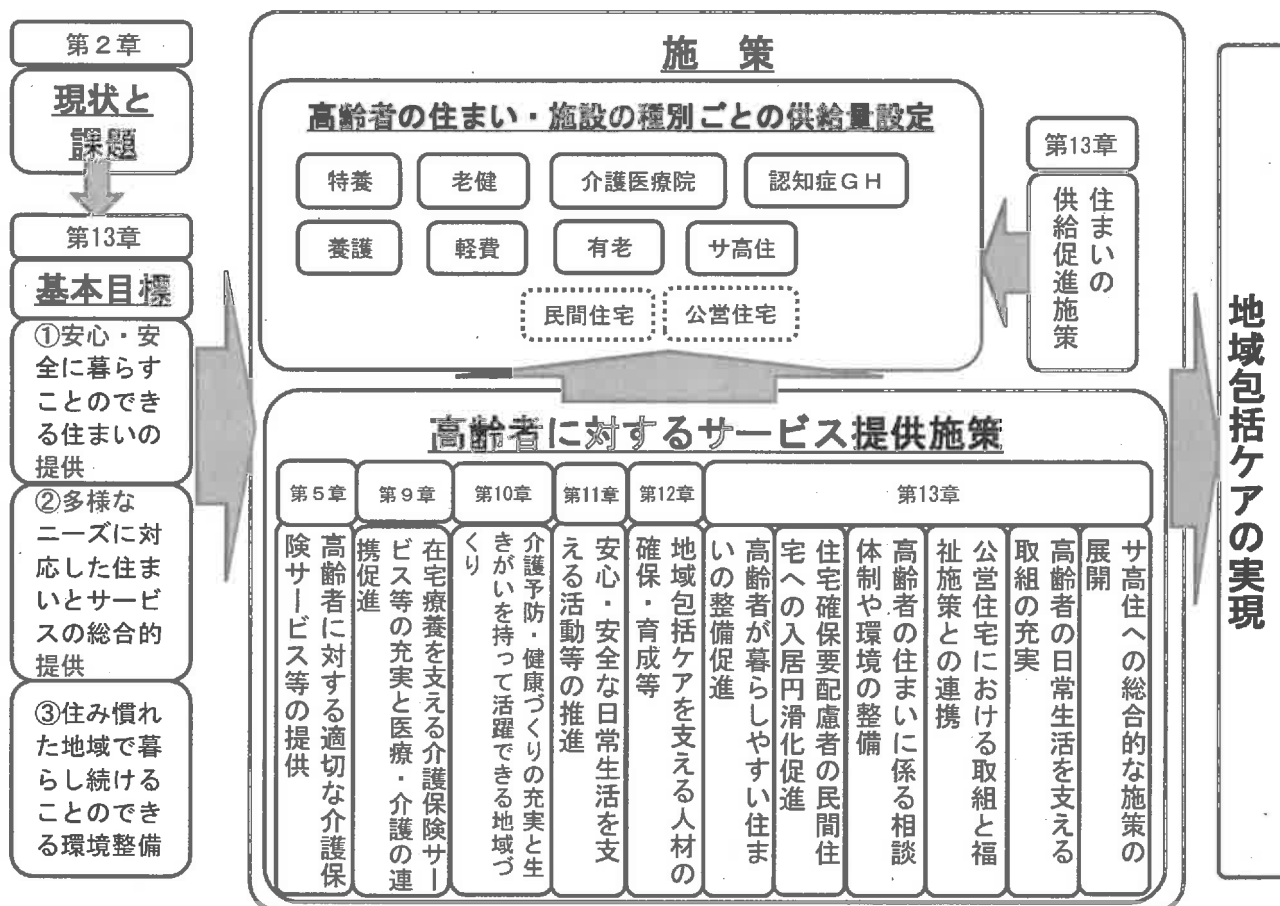 第２章
現状と
課題
第13章
基本目標
①安心・安
全に暮らす
ことのでき
る住まいの
提供
②多様な
ニーズに対
応した住ま
いとサービ
スの総合的
提供
③住み慣れ
た地域で暮
らし続ける
ことのでき
る環境整備
施　策
高齢者の住まい・施設の種別ごとの供給量設定
特養
老健
介護医療院
認知症ＧＨ
養護
軽費
有老
サ高住
民間住宅
公営住宅
第13章
住まいの
供給促進施策
高齢者に対するサービス提供施策
第５章
高齢者に対する適切な介護保
険サービス等の提供
第９章
在宅療養を支える介護保険サー
ビス等の充実と医療・介護の連
携促進
第10章
介護予防・健康づくりの充実と生
きがいを持って活躍できる地域づ
くり
第11章
安心・安全な日常生活を支
える活動等の推進
第12章
地域包括ケアを支える人材の
確保・育成等
第13章
高齢者が暮らしやすい住ま
いの整備促進
住宅確保要配慮者の民間住
宅への入居円滑化促進
高齢者の住まいに係る相談
体制や環境の整備
公営住宅における取組と福
祉施策との連携
高齢者の日常生活を支える
取組の充実
サ高住への総合的な施策の
展開
地域包括ケアの実現